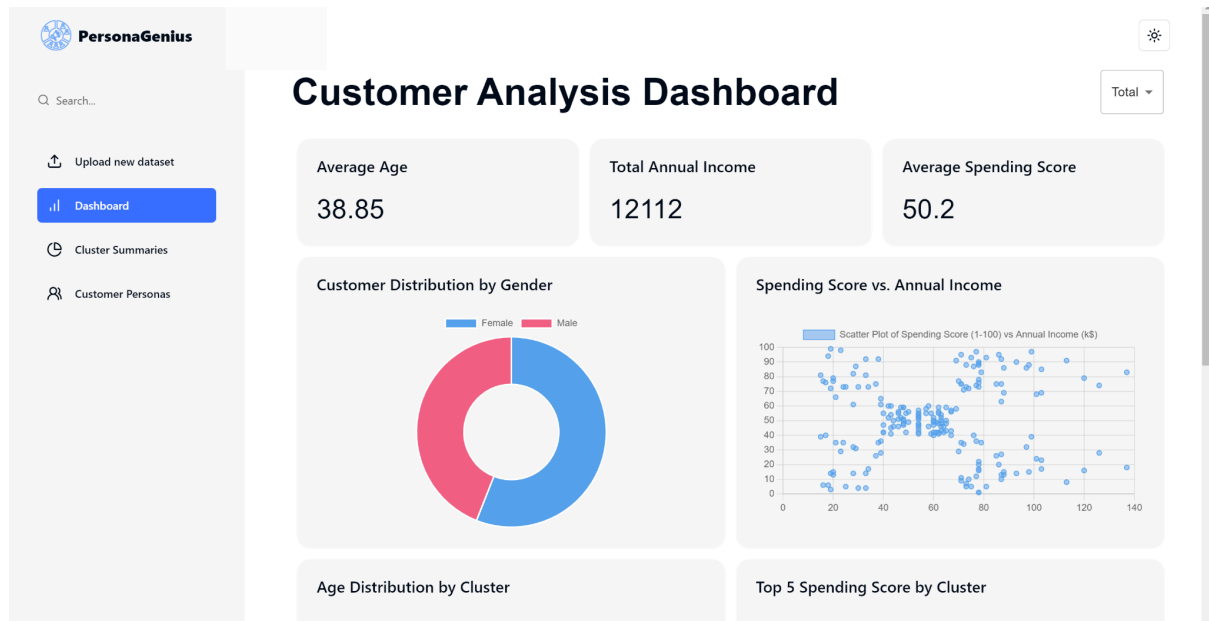 PersonaGenius
Search...
Upload new dataset
Dashboard
Cluster Summaries
Customer Personas
Customer Analysis Dashboard
Total
Average Age
38.85
Total Annual Income
12112
Average Spending Score
50.2
Customer Distribution by Gender
Female
Male
Spending Score vs. Annual Income
Scatter Plot of Spending Score (1-100) vs Annual Income (k$)
100
90
80
70
60
50
40
30
20
10
0
0 20 40 60 80 100 120 140
Age Distribution by Cluster
Top 5 Spending Score by Cluster